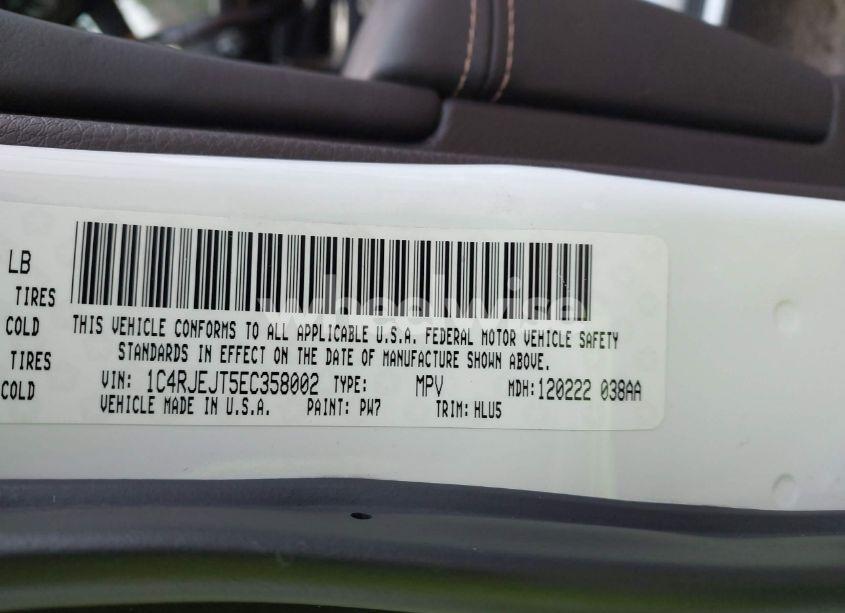 LB
TIRES
COLD
TIRES
COLD
wheelwise
THIS VEHICLE CONFORMS TO ALL APPLICABLE U.S.A. FEDERAL MOTOR VEHICLE SAFETY
STANDARDS IN EFFECT ON THE DATE OF MANUFACTURE SHOWN ABOVE.
VIN: 1C4RJEJT5EC358002 TYPE: MPV MDH: 120222 038AA
VEHICLE MADE IN U.S.A. PAINT: PW7 TRIM: HLU5